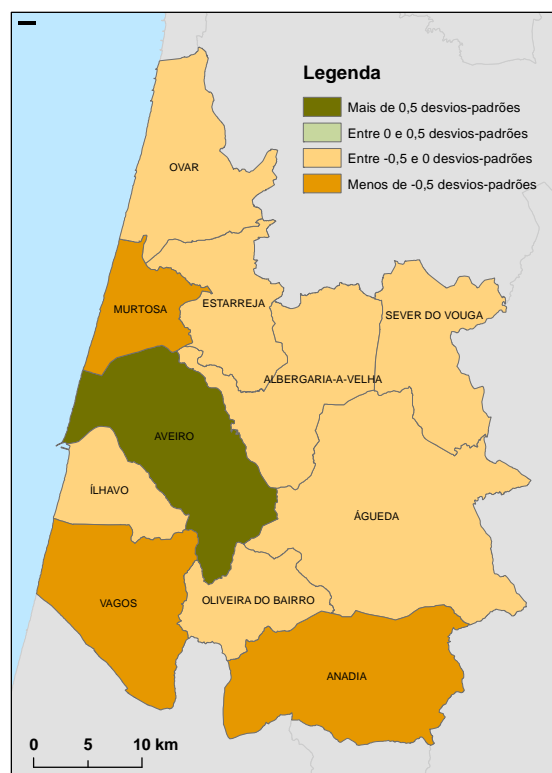 Legenda
Mais de 0,5 desvios-padrões
Entre 0 e 0,5 desvios-padrões
Entre -0,5 e 0 desvios-padrões
Menos de -0,5 desvios-padrões
OVAR
MURTOSA
ESTARREJA
SEVER DO VOUGA
ALBERGARIA-A-VELHA
AVEIRO
ÍLHAVO
ÁGUEDA
VAGOS
OLIVEIRA DO BAIRRO
ANADIA
0 5 10 km